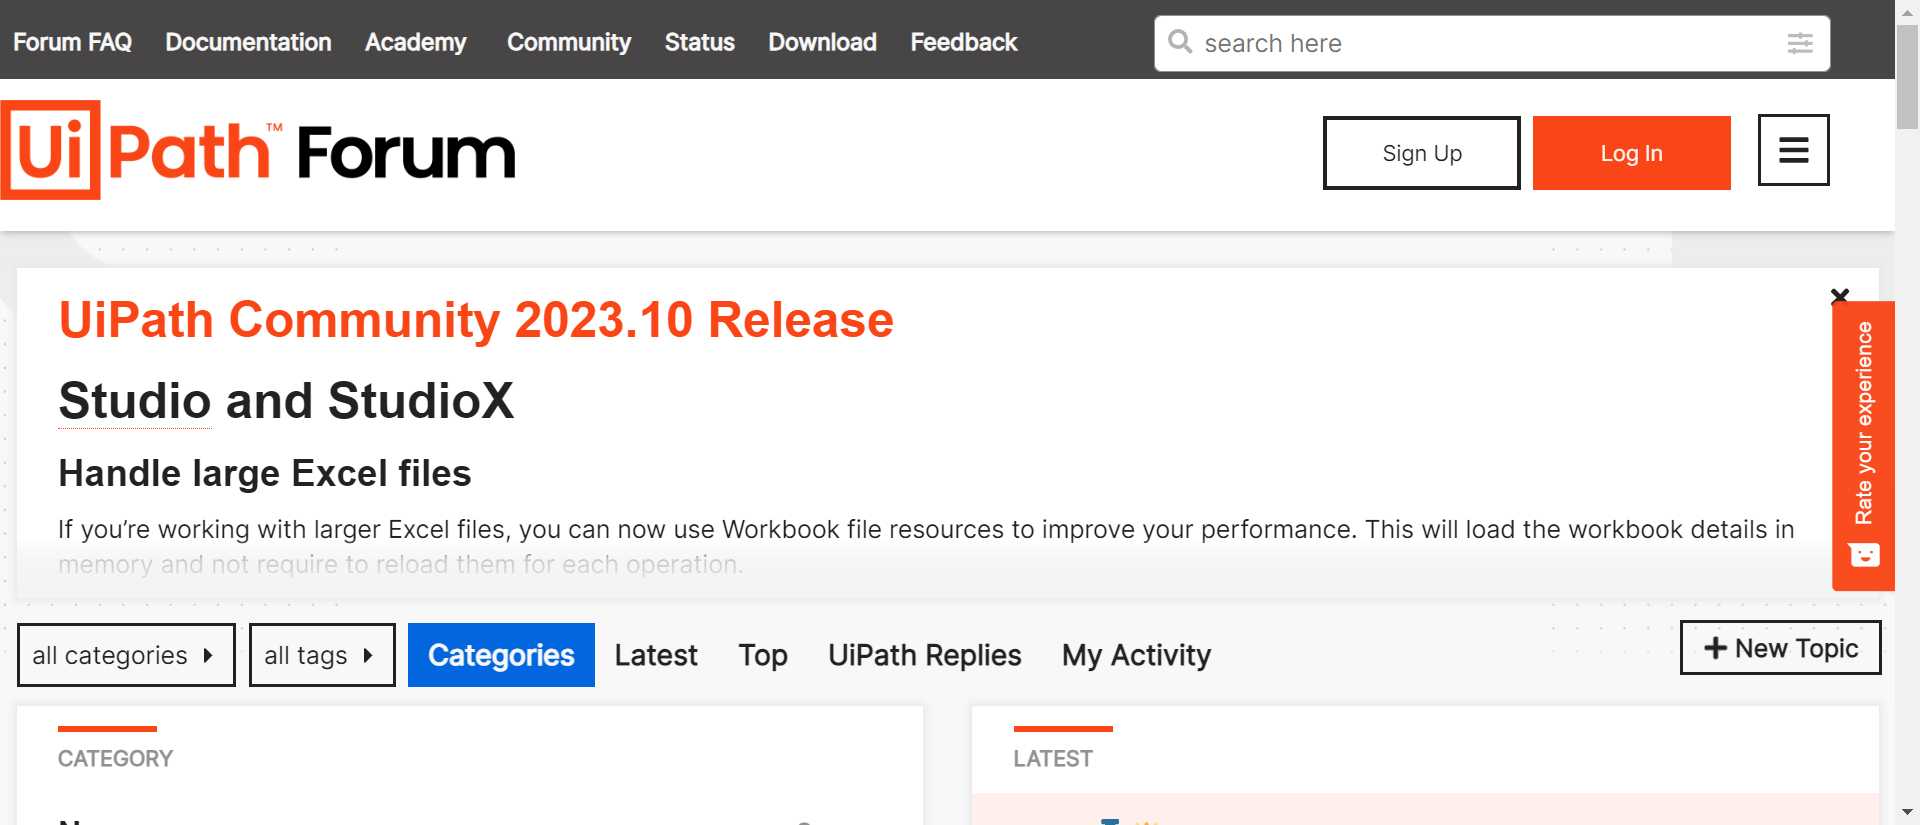 Forum FAQ Documentation Academy Community Status Download Feedback
search here
UiPath™ Forum
Sign Up
Log In
UiPath Community 2023.10 Release
Studio and StudioX
Handle large Excel files
If you’re working with larger Excel files, you can now use Workbook file resources to improve your performance. This will load the workbook details in
memory and not require to reload them for each operation.
Rate your experience
all categories
all tags
Categories
Latest
Top
UiPath Replies
My Activity
New Topic
CATEGORY
LATEST